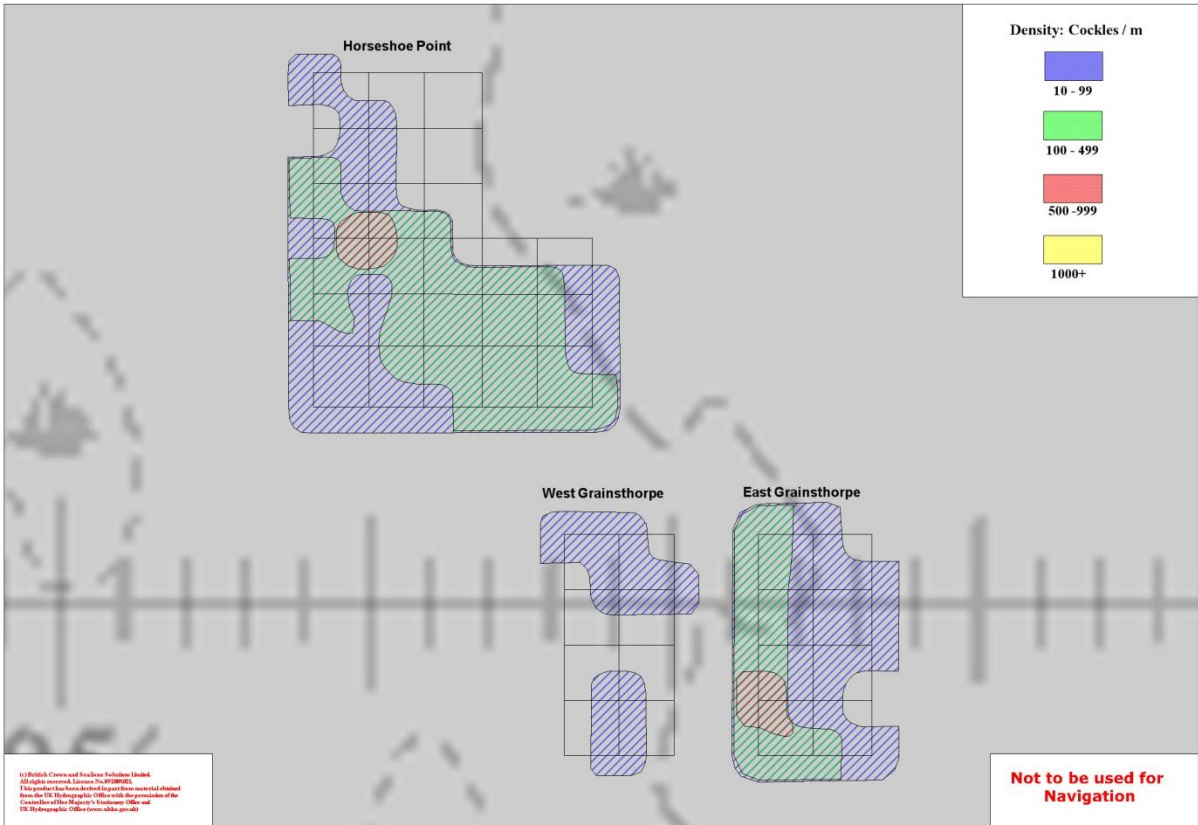 Horseshoe Point
Density: Cockles / m
10 - 99
100 - 499
500 -999
1000+
West Grainsthorpe
East Grainsthorpe
(c) British Crown and SeaZone Solutions Limited.
All rights reserved. Licence No.
This product has been derived in part from material obtained
from the UK Hydrographic Office with the permission of the
Controller of Her Majesty's Stationery Office and
UK Hydrographic Office (www.ukho.gov.uk)
Not to be used for
Navigation